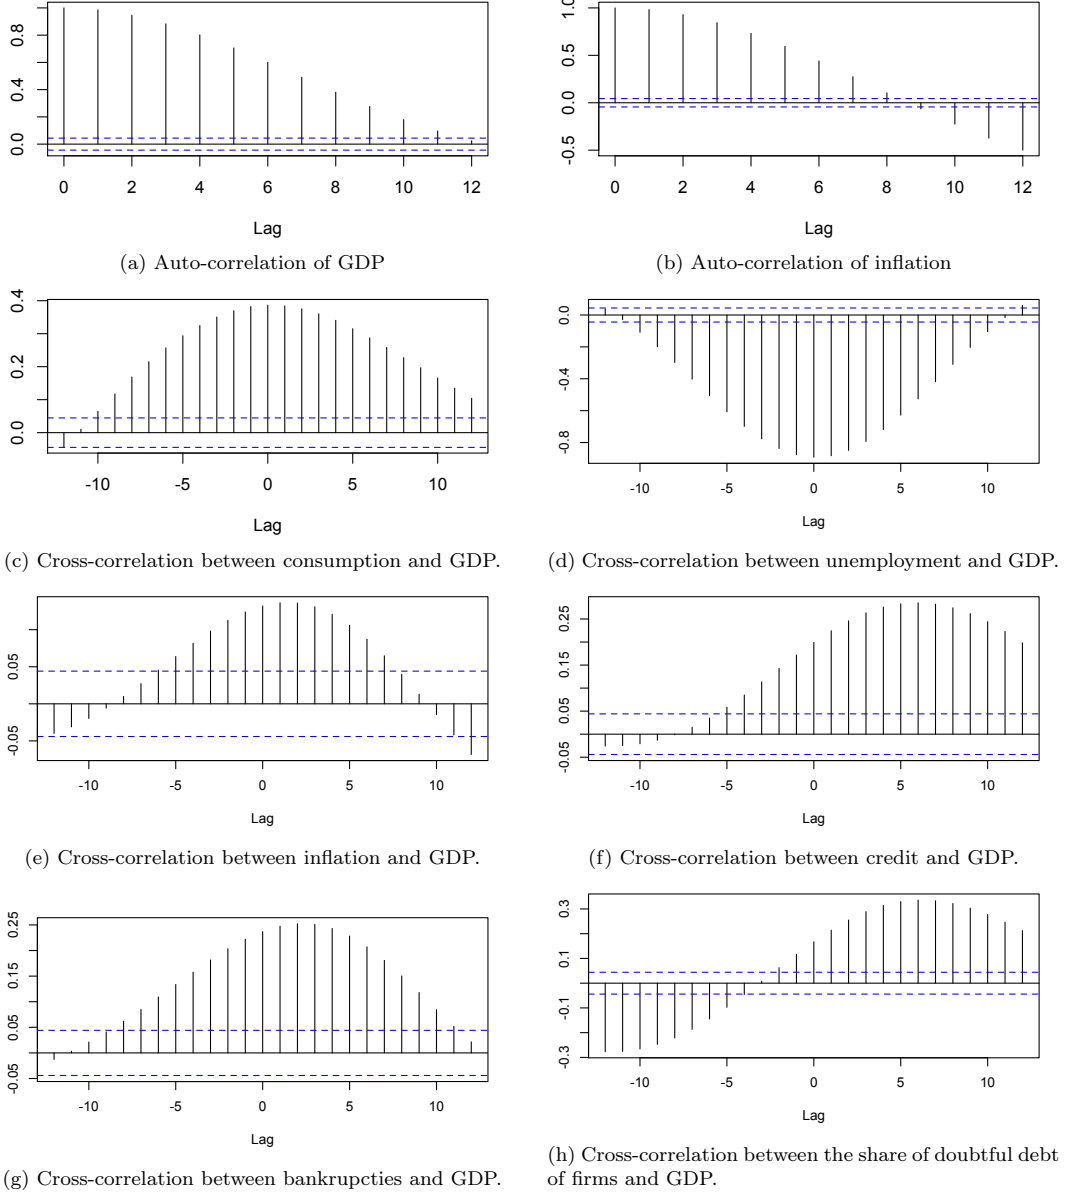 0.0 0.4 0.8
0 2 4 6 8 10 12
Lag
(a) Auto-correlation of GDP
-0.5 0.0 0.5 1.0
0 2 4 6 8 10 12
Lag
(b) Auto-correlation of inflation
0.0 0.2 0.4
-10 -5 0 5 10
Lag
(c) Cross-correlation between consumption and GDP.
-0.8 -0.4 0.0
-10 -5 0 5 10
Lag
(d) Cross-correlation between unemployment and GDP.
-0.05 0.05
-10 -5 0 5 10
Lag
(e) Cross-correlation between inflation and GDP.
-0.05 0.05 0.15 0.25
-10 -5 0 5 10
Lag
(f) Cross-correlation between credit and GDP.
-0.05 0.05 0.15 0.25
-10 -5 0 5 10
Lag
(g) Cross-correlation between bankrupcties and GDP.
-0.3 -0.1 0.1 0.3
-10 -5 0 5 10
Lag
(h) Cross-correlation between the share of doubtful debt
of firms and GDP.